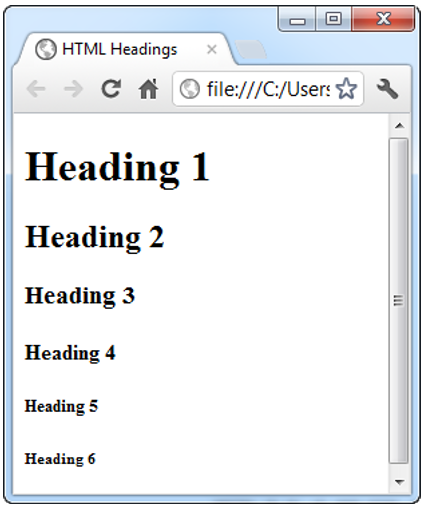 HTML Headings
file:///C:/Users
Heading 1
Heading 2
Heading 3
Heading 4
Heading 5
Heading 6